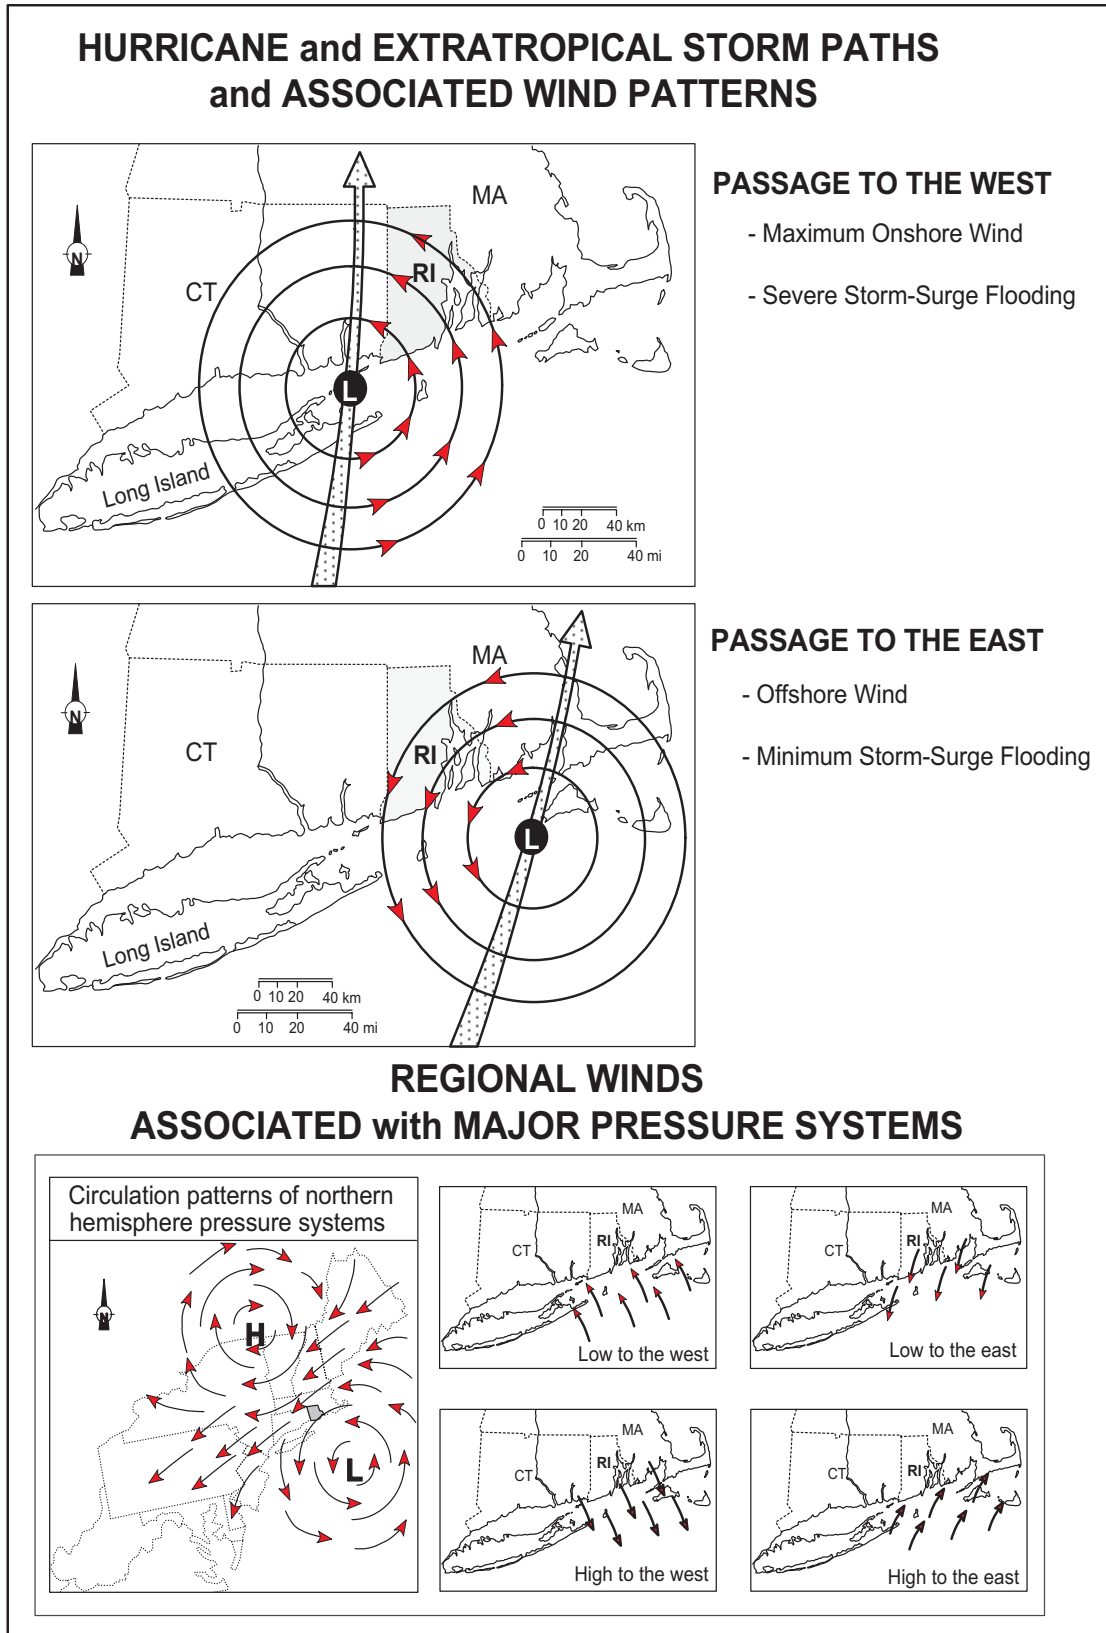 HURRICANE and EXTRATROPICAL STORM PATHS
and ASSOCIATED WIND PATTERNS
N
CT
RI
MA
L
Long Island
0 10 20 40 km
0 10 20 40 mi
PASSAGE TO THE WEST
- Maximum Onshore Wind
- Severe Storm-Surge Flooding
N
CT
RI
MA
L
Long Island
0 10 20 40 km
0 10 20 40 mi
PASSAGE TO THE EAST
- Offshore Wind
- Minimum Storm-Surge Flooding
REGIONAL WINDS
ASSOCIATED with MAJOR PRESSURE SYSTEMS
Circulation patterns of northern
hemisphere pressure systems
N
H
L
MA
RI
CT
Low to the west
MA
RI
CT
Low to the east
MA
RI
CT
High to the west
MA
RI
CT
High to the east